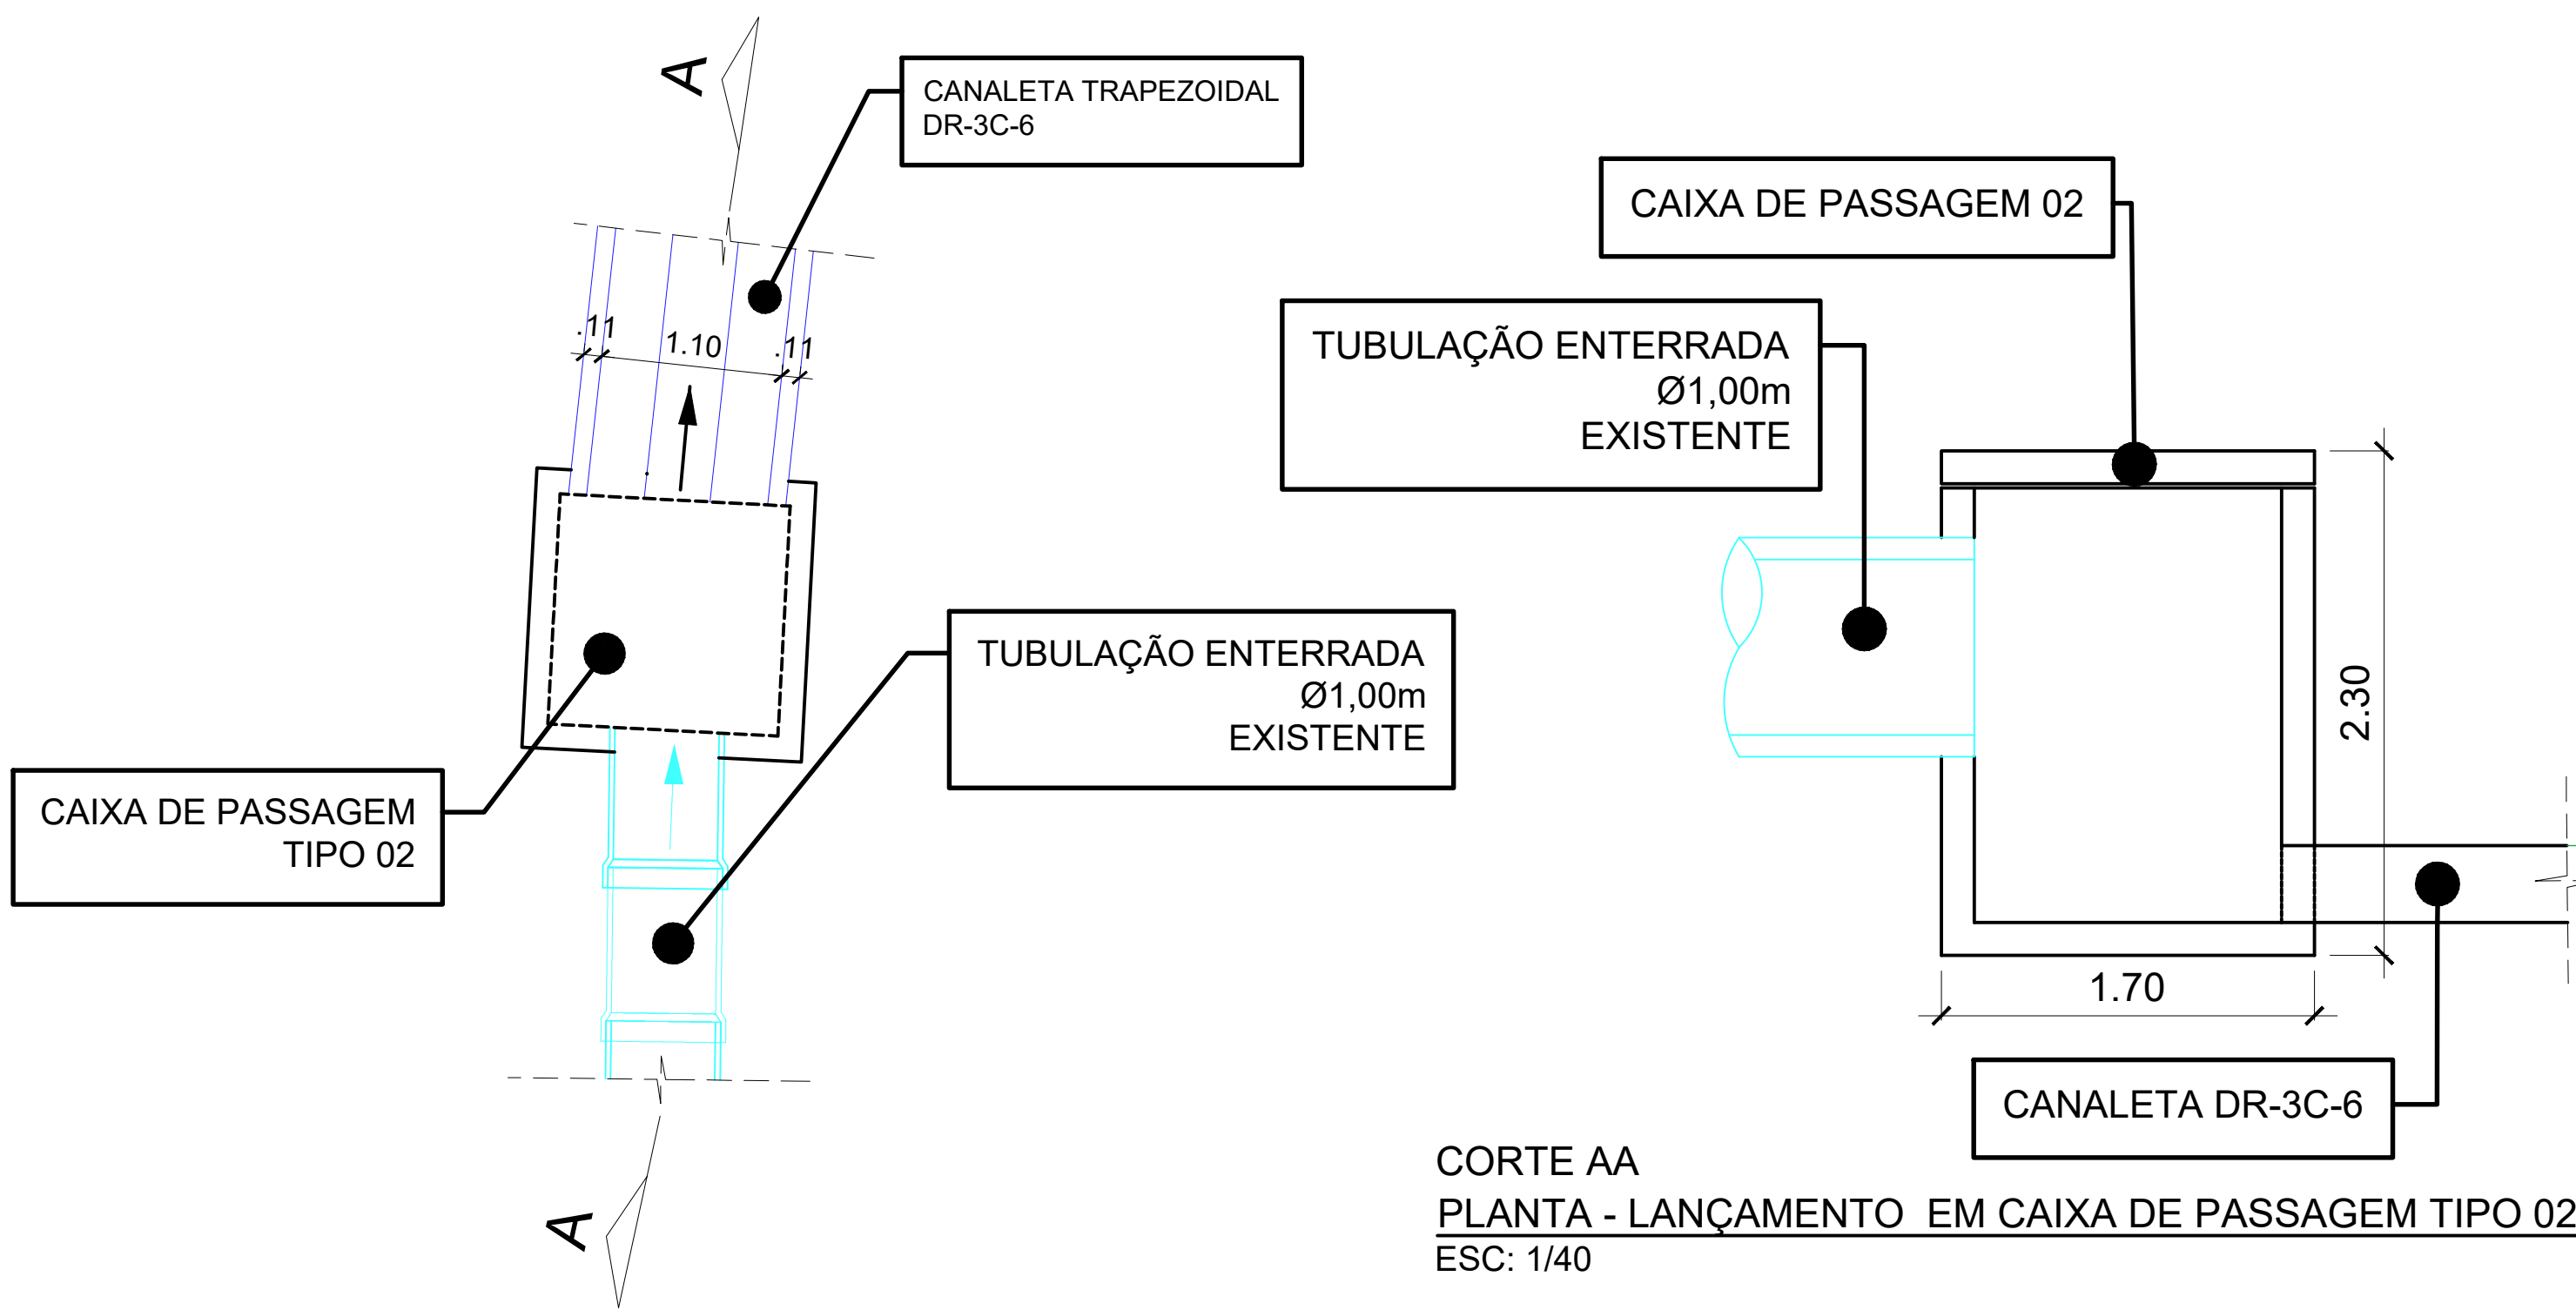 A
CANALETA TRAPEZOIDAL
DR-3C-6
.11
1.10
.11
CAIXA DE PASSAGEM
TIPO 02
TUBULAÇÃO ENTERRADA
Ø1,00m
EXISTENTE
A
CAIXA DE PASSAGEM 02
TUBULAÇÃO ENTERRADA
Ø1,00m
EXISTENTE
2.30
1.70
CANALETA DR-3C-6
CORTE AA
PLANTA - LANÇAMENTO EM CAIXA DE PASSAGEM TIPO 02
ESC: 1/40